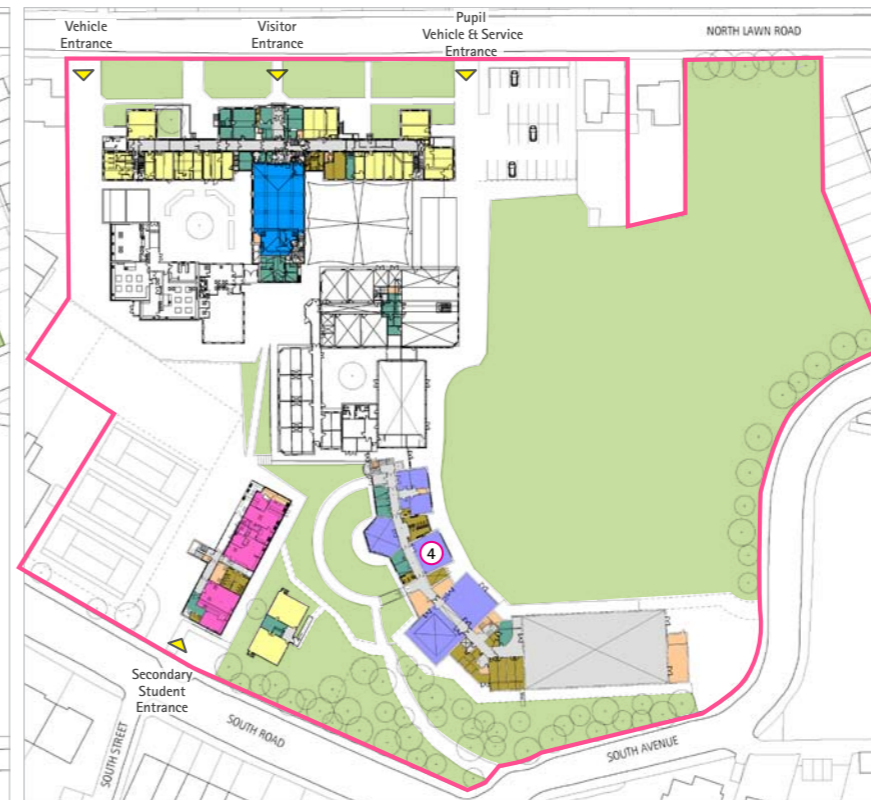 Vehicle
Entrance
Visitor
Entrance
Pupil
Vehicle & Service
Entrance
NORTH LAWN ROAD
4
Secondary
Student
Entrance
SOUTH STREET
SOUTH ROAD
SOUTH AVENUE